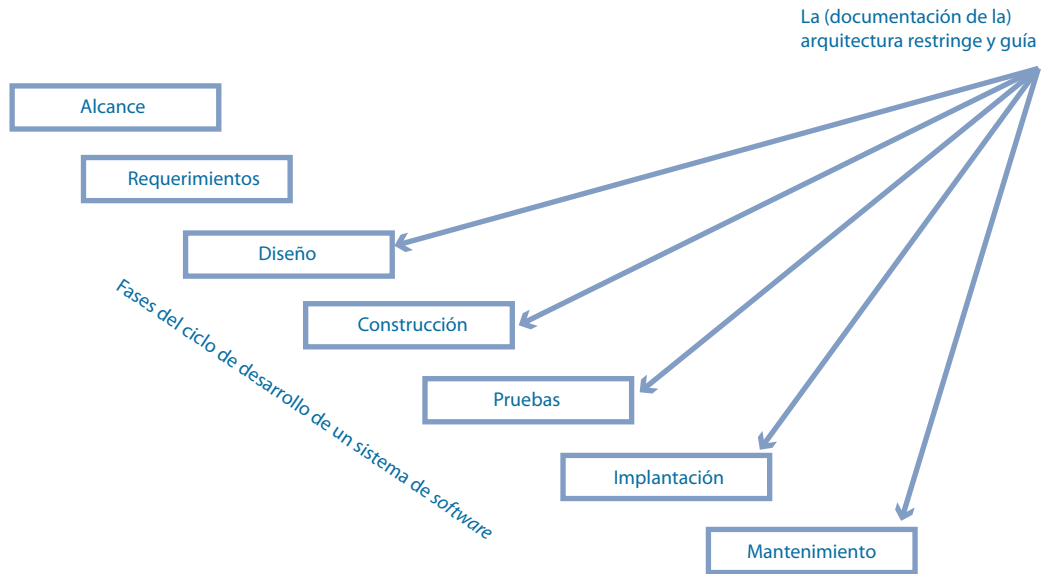 La (documentación de la)
arquitectura restringe y guía
Alcance
Requerimientos
Diseño
Construcción
Pruebas
Implantación
Mantenimiento
Fases del ciclo de desarrollo de un sistema de software